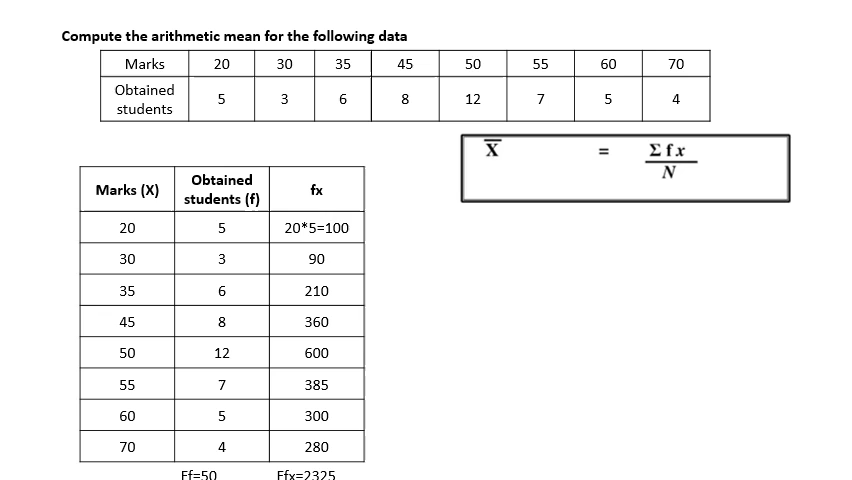 Compute the arithmetic mean for the following data
Marks 20 30 35 45 50 55 60 70
Obtained students 5 3 6 8 12 7 5 4
X̅ = Σ f x / N
Marks (X) Obtained students (f) fx
20 5 20*5=100
30 3 90
35 6 210
45 8 360
50 12 600
55 7 385
60 5 300
70 4 280
Ef=50 Efx=2325